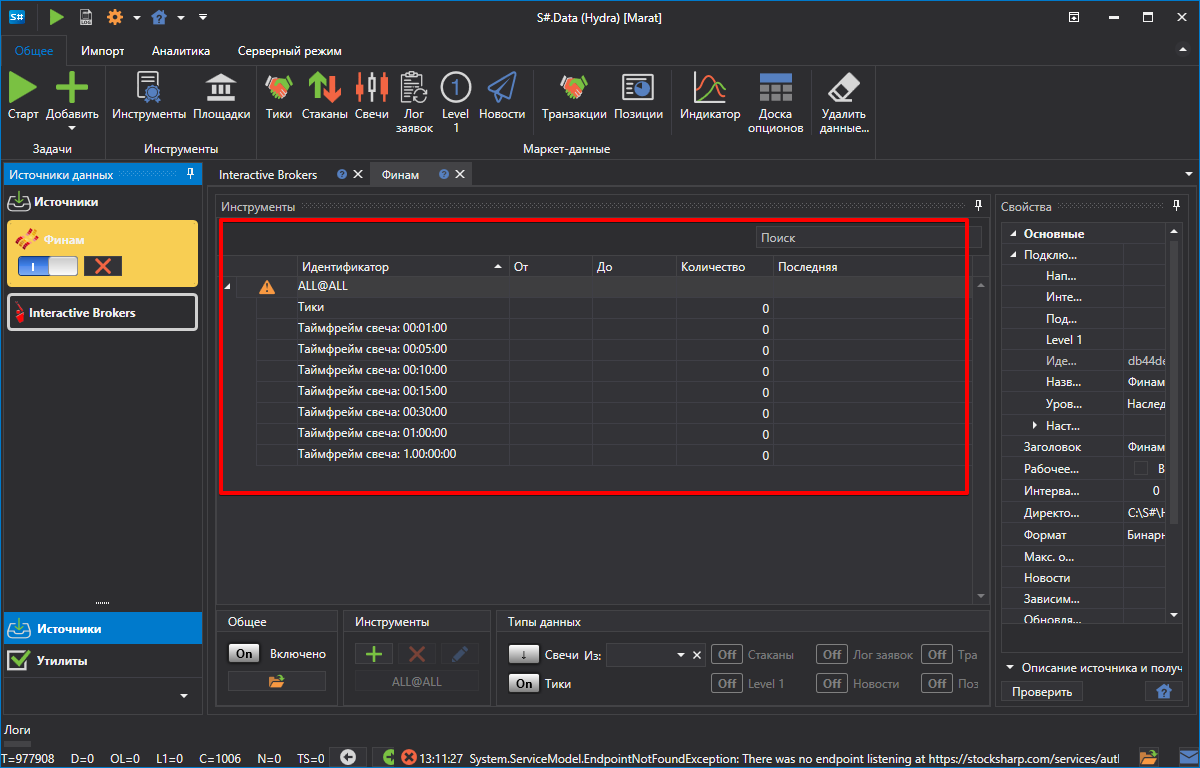 S#
S#.Data (Hydra) [Marat]
Общее Импорт Аналитика Серверный режим
Старт Добавить Инструменты Площадки Тики Стаканы Свечи Лог заявок Level 1 Новости Транзакции Позиции Индикатор Доска опционов Удалить данные...
Задачи Инструменты Маркет-данные
Источники данных
Источники
Финам
Interactive Brokers
Источники
Утилиты
Interactive Brokers Финам
Инструменты
Поиск
Идентификатор От До Количество Последняя
ALL@ALL
Тики 0
Таймфрейм свеча: 00:01:00 0
Таймфрейм свеча: 00:05:00 0
Таймфрейм свеча: 00:10:00 0
Таймфрейм свеча: 00:15:00 0
Таймфрейм свеча: 00:30:00 0
Таймфрейм свеча: 01:00:00 0
Таймфрейм свеча: 1.00:00:00 0
Общее
On Включено
Инструменты
ALL@ALL
Типы данных
Свечи Из: Off Стаканы Off Лог заявок Off Тра
On Тики Off Level 1 Off Новости Off Поз
Свойства
Основные
Подклю...
Нап...
Инте...
Под...
Level 1
Иде... db44de
Назв... Финам
Уров... Наслед
Наст...
Заголовок Финам
Рабочее... В
Интерва... 0
Директо... C:\S#\H
Формат Бинарн
Макс. о...
Новости
Зависим...
Обновля...
Описание источника и получ
Проверить
Логи
T=977908 D=0 OL=0 L1=0 C=1006 N=0 TS=0 13:11:27 System.ServiceModel.EndpointNotFoundException: There was no endpoint listening at https://stocksharp.com/services/autl